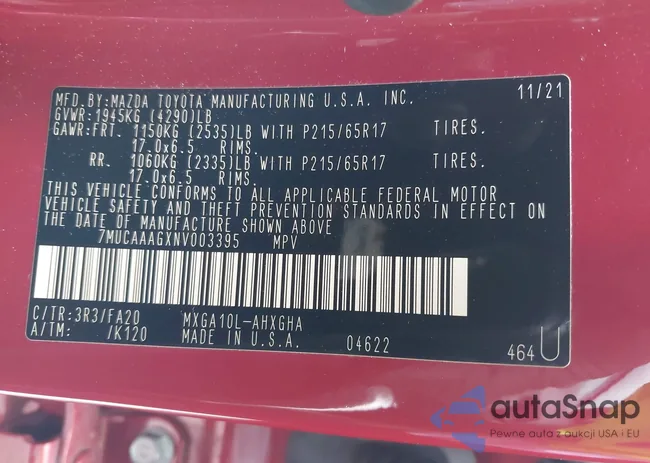 MFD.BY:MAZDA TOYOTA MANUFACTURING U.S.A. INC. 11/21
GVWR:1945KG (4290)LB
GAWR:FRT. 1150KG (2535)LB WITH P215/65R17 TIRES.
17.0x6.5 RIMS.
RR. 1060KG (2335)LB WITH P215/65R17 TIRES.
17.0x6.5 RIMS.
THIS VEHICLE CONFORMS TO ALL APPLICABLE FEDERAL MOTOR
VEHICLE SAFETY AND THEFT PREVENTION STANDARDS IN EFFECT ON
THE DATE OF MANUFACTURE SHOWN ABOVE
7MUCAAAGXNV003395 MPV
C/TR:3R3/FA20 MXGA10L-AHXGHA
A/TM: /K120 MADE IN U.S.A. 04622 464U
autaSnap
Pewne auta z aukcji USA i EU